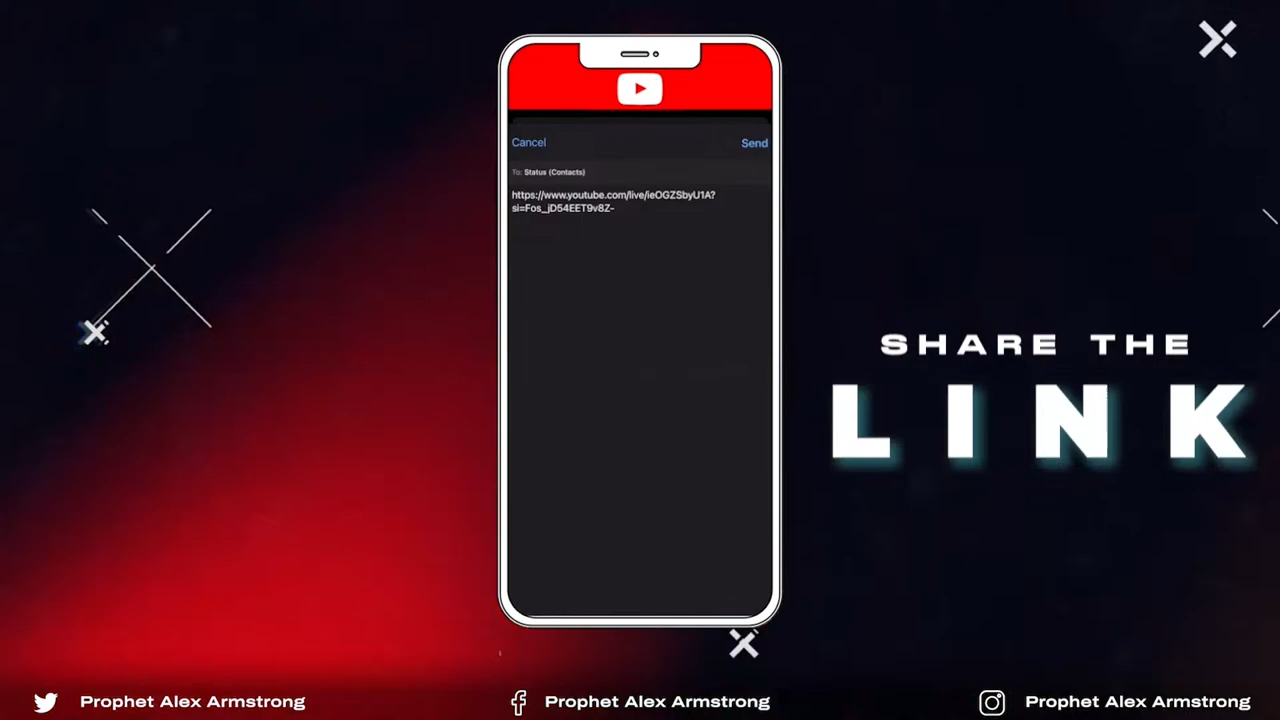 Cancel
Send
To: Status (Contacts)
https://www.youtube.com/live/ieOGZSbyU1A?
si=Fos_jD54EET9v8Z-
SHARE THE
LINK
Prophet Alex Armstrong
Prophet Alex Armstrong
Prophet Alex Armstrong